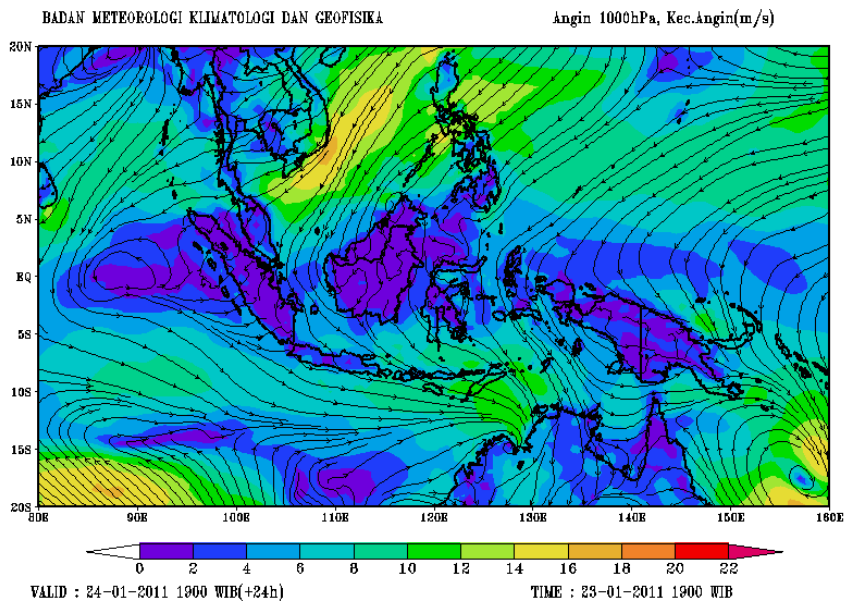 BADAN METEOROLOGI KLIMATOLOGI DAN GEOFISIKA Angin 1000hPa, Kec.Angin(m/s)
20N
15N
10N
5N
EQ
5S
10S
15S
20S
80E 90E 100E 110E 120E 130E 140E 150E 160E
0 2 4 6 8 10 12 14 16 18 20 22
VALID : 24-01-2011 1900 WIB(+24h) TIME : 23-01-2011 1900 WIB